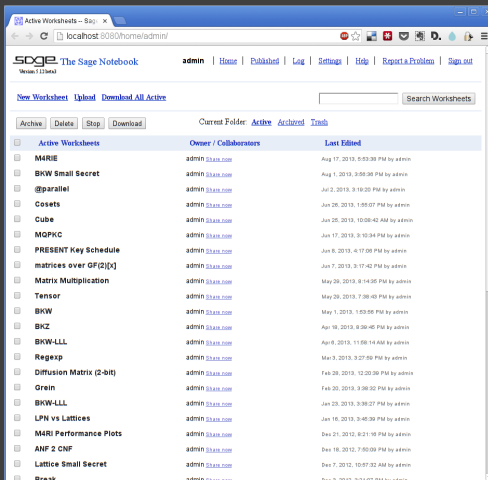 Active Worksheets -- Sage
localhost:8080/home/admin/
sage The Sage Notebook
Version 5.12.beta1
admin | Home | Published | Log | Settings | Help | Report a Problem | Sign out
New Worksheet Upload Download All Active
Search Worksheets
Archive Delete Stop Download Current Folder: Active Archived Trash
Active Worksheets Owner / Collaborators Last Edited
M4RIE admin Share now Aug 17, 2013, 5:53:38 PM by admin
BKW Small Secret admin Share now Aug 1, 2013, 3:56:36 PM by admin
@parallel admin Share now Jul 2, 2013, 3:19:20 PM by admin
Cosets admin Share now Jun 26, 2013, 1:55:07 PM by admin
Cube admin Share now Jun 25, 2013, 10:09:42 AM by admin
MQPKC admin Share now Jun 17, 2013, 3:10:34 PM by admin
PRESENT Key Schedule admin Share now Jun 8, 2013, 4:17:06 PM by admin
matrices over GF(2)[x] admin Share now Jun 7, 2013, 3:17:42 PM by admin
Matrix Multiplication admin Share now May 29, 2013, 9:14:35 PM by admin
Tensor admin Share now May 29, 2013, 7:38:43 PM by admin
BKW admin Share now May 1, 2013, 1:53:56 PM by admin
BKZ admin Share now Apr 18, 2013, 8:39:46 PM by admin
BKW-LLL admin Share now Apr 6, 2013, 11:58:14 AM by admin
Regexp admin Share now Mar 3, 2013, 3:27:59 PM by admin
Diffusion Matrix (2-bit) admin Share now Feb 28, 2013, 12:20:39 PM by admin
Grein admin Share now Feb 20, 2013, 3:38:32 PM by admin
BKW-LLL admin Share now Jan 23, 2013, 3:36:27 PM by admin
LPN vs Lattices admin Share now Jan 16, 2013, 3:46:39 PM by admin
M4RI Performance Plots admin Share now Dec 21, 2012, 8:21:16 PM by admin
ANF 2 CNF admin Share now Dec 18, 2012, 7:50:09 PM by admin
Lattice Small Secret admin Share now Dec 7, 2012, 10:57:32 AM by admin
Break admin Share now